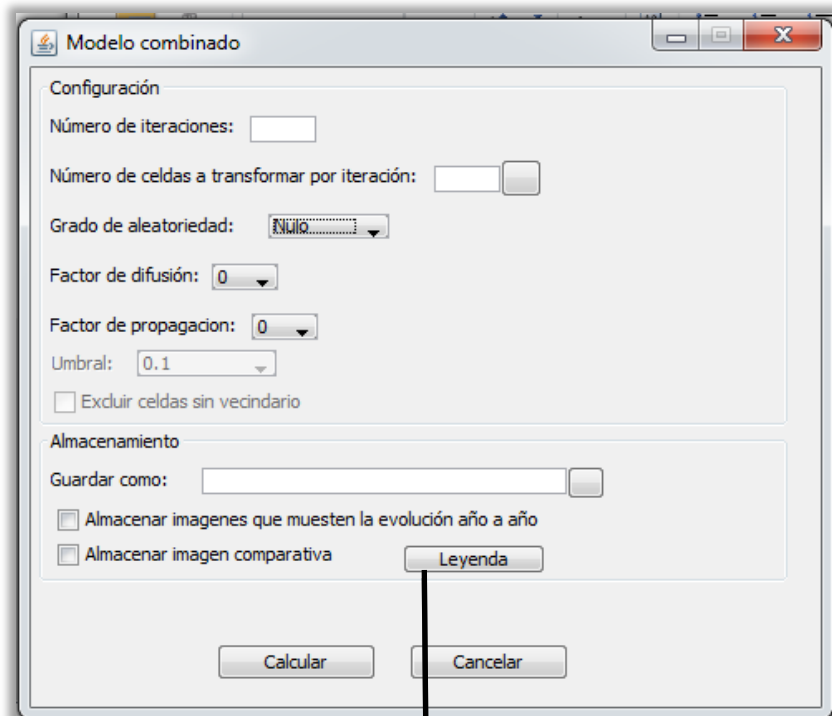 Modelo combinado
Configuración
Número de iteraciones:
Número de celdas a transformar por iteración:
Grado de aleatoriedad: Nulo
Factor de difusión: 0
Factor de propagacion: 0
Umbral: 0.1
Excluir celdas sin vecindario
Almacenamiento
Guardar como:
Almacenar imagenes que muesten la evolución año a año
Almacenar imagen comparativa Leyenda
Calcular Cancelar